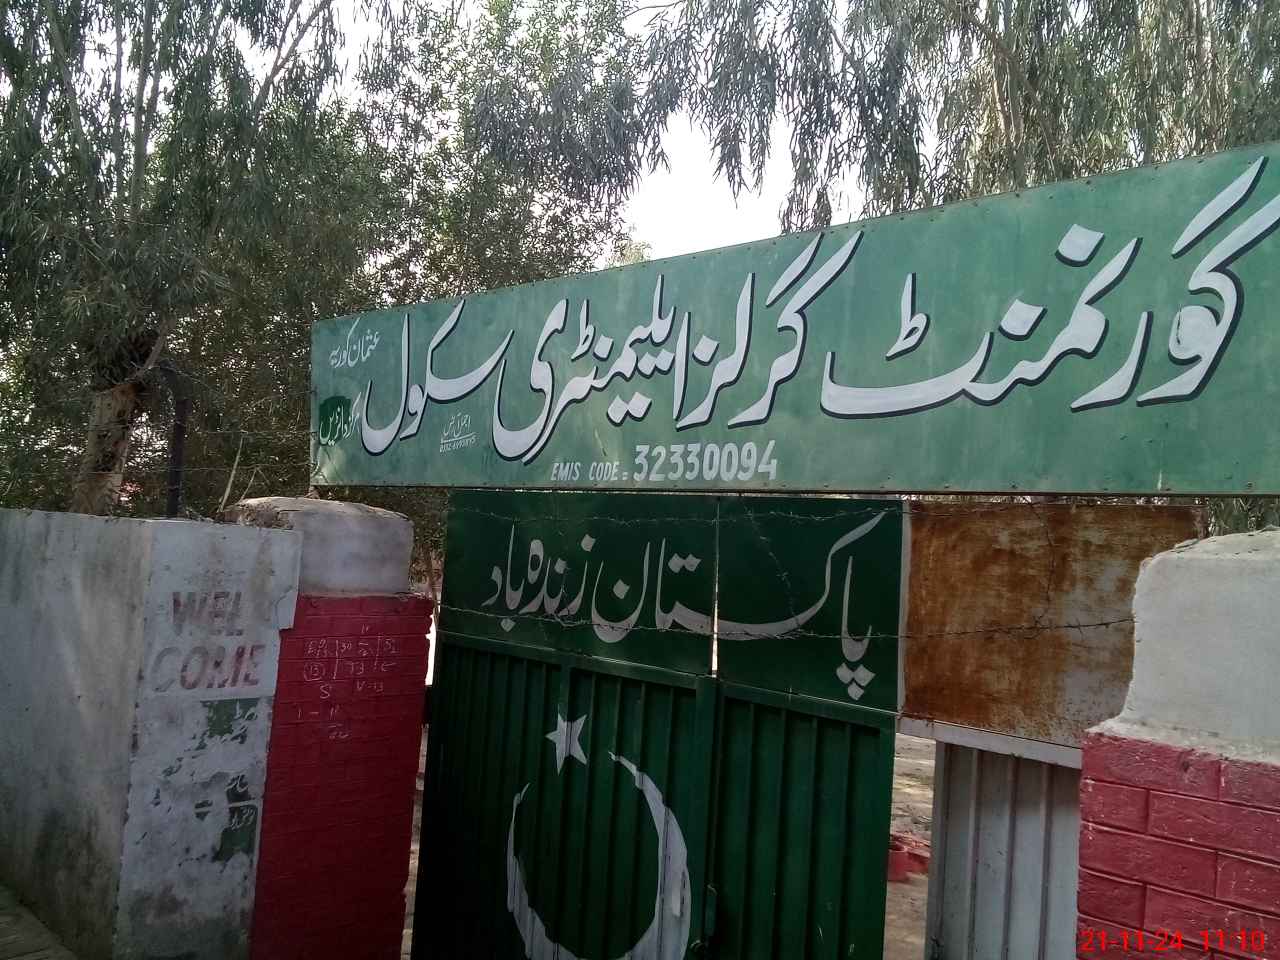 گورنمنٹ گرلز ایلیمنٹری سکول
عثمان کوریہ
EMIS CODE = 32330094
پاکستان زندہ باد
WEL
COME
21-11-24 11:10